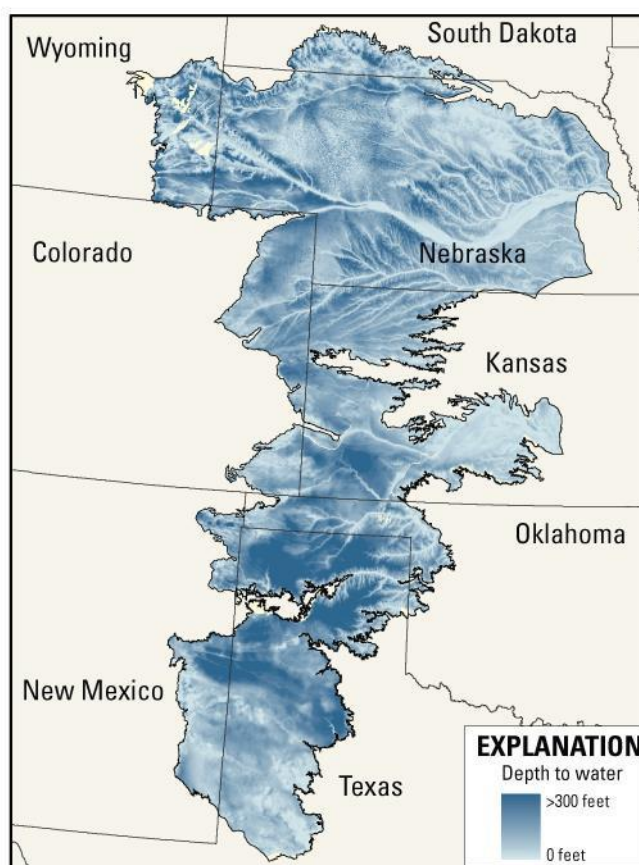 South Dakota
Wyoming
Colorado
Nebraska
Kansas
Oklahoma
New Mexico
Texas
EXPLANATION
Depth to water
>300 feet
0 feet